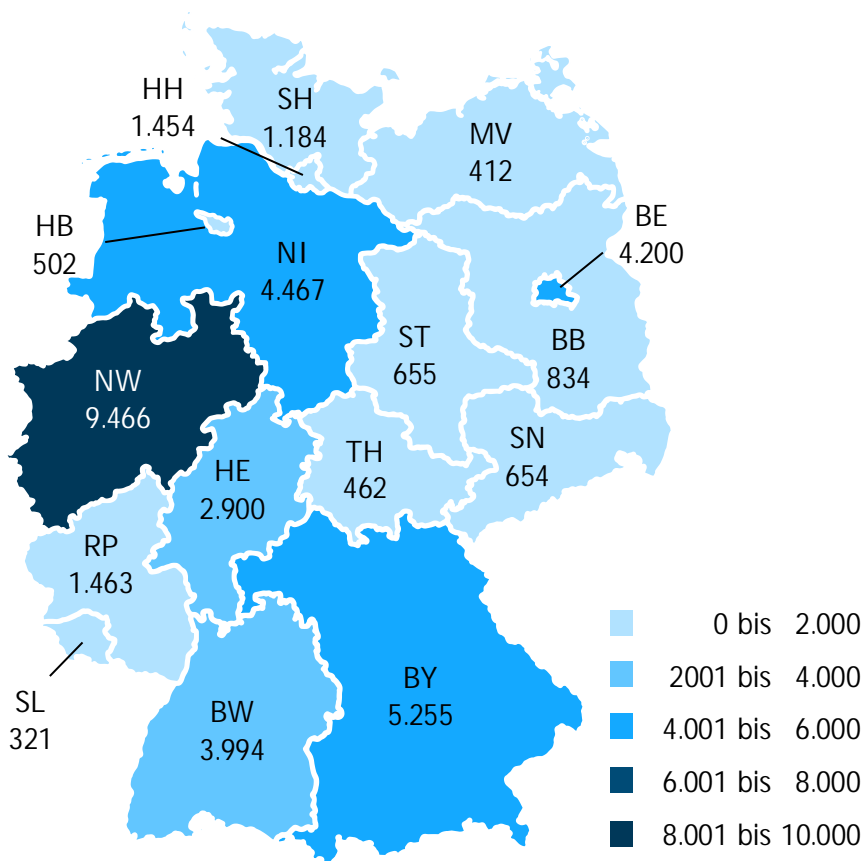 HH
1.454
SH
1.184
MV
412
HB
502
NI
4.467
BE
4.200
ST
655
BB
834
NW
9.466
HE
2.900
TH
462
SN
654
RP
1.463
SL
321
BW
3.994
BY
5.255
0 bis 2.000
2001 bis 4.000
4.001 bis 6.000
6.001 bis 8.000
8.001 bis 10.000